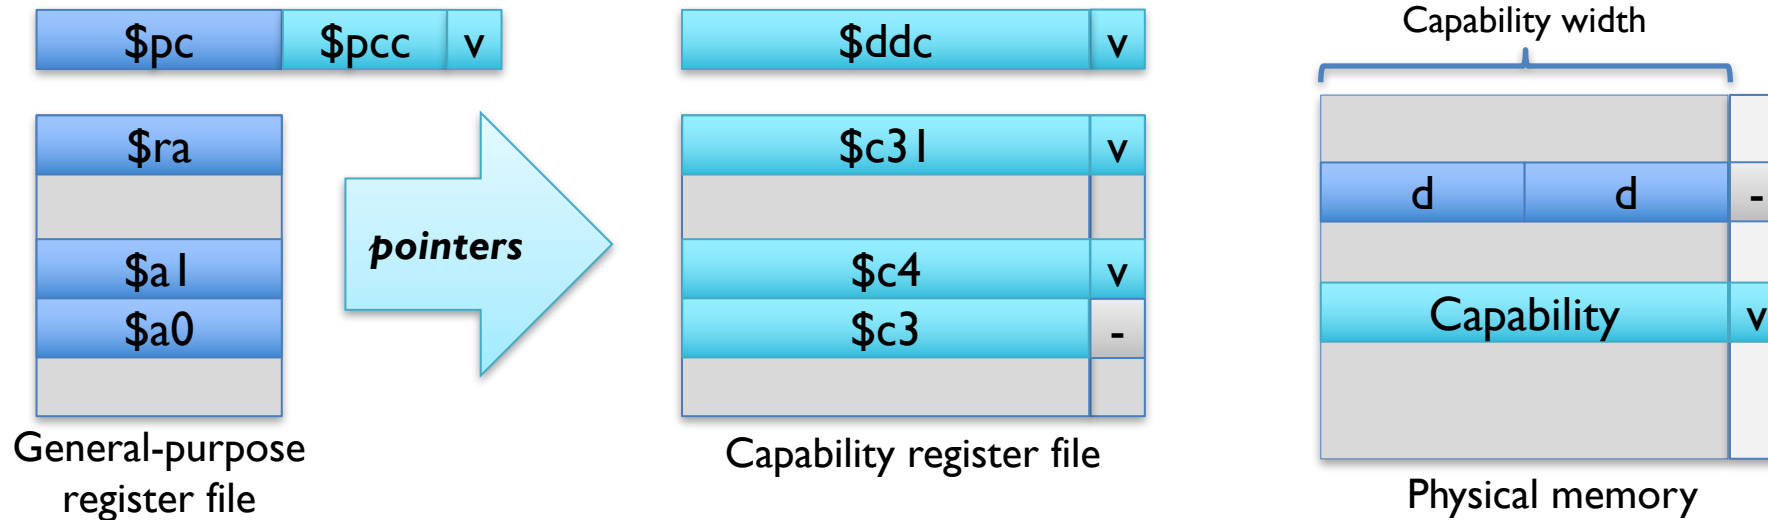 $pc $pcc v
$ddc v
Capability width
$ra
$a1
$a0
pointers
$c31 v
$c4 v
$c3 -
d d -
Capability v
General-purpose
register file
Capability register file
Physical memory